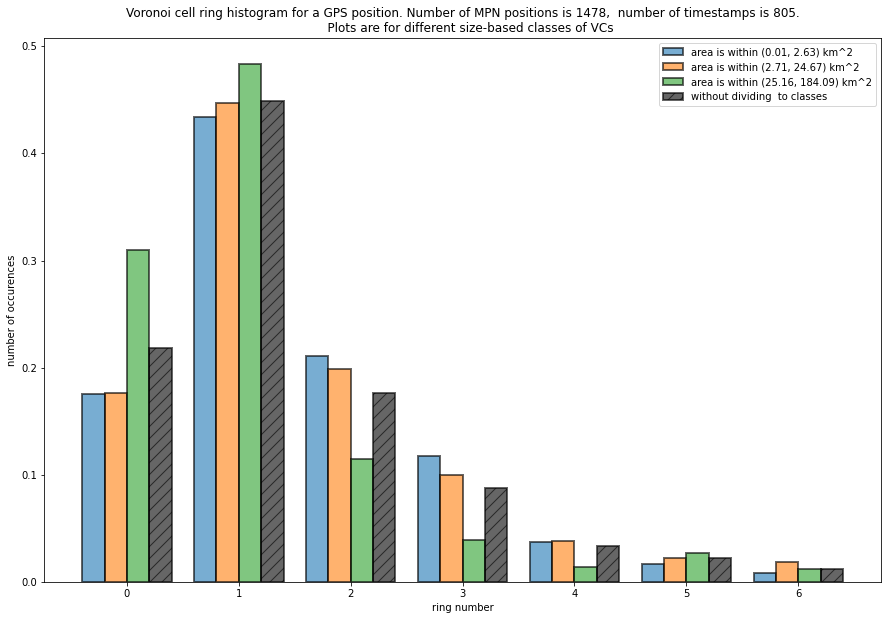 Voronoi cell ring histogram for a GPS position. Number of MPN positions is 1478,  number of timestamps is 805.
Plots are for different size-based classes of VCs
area is within (0.01, 2.63) km^2
area is within (2.71, 24.67) km^2
area is within (25.16, 184.09) km^2
without dividing  to classes
number of occurences
0.5
0.4
0.3
0.2
0.1
0.0
0 1 2 3 4 5 6
ring number